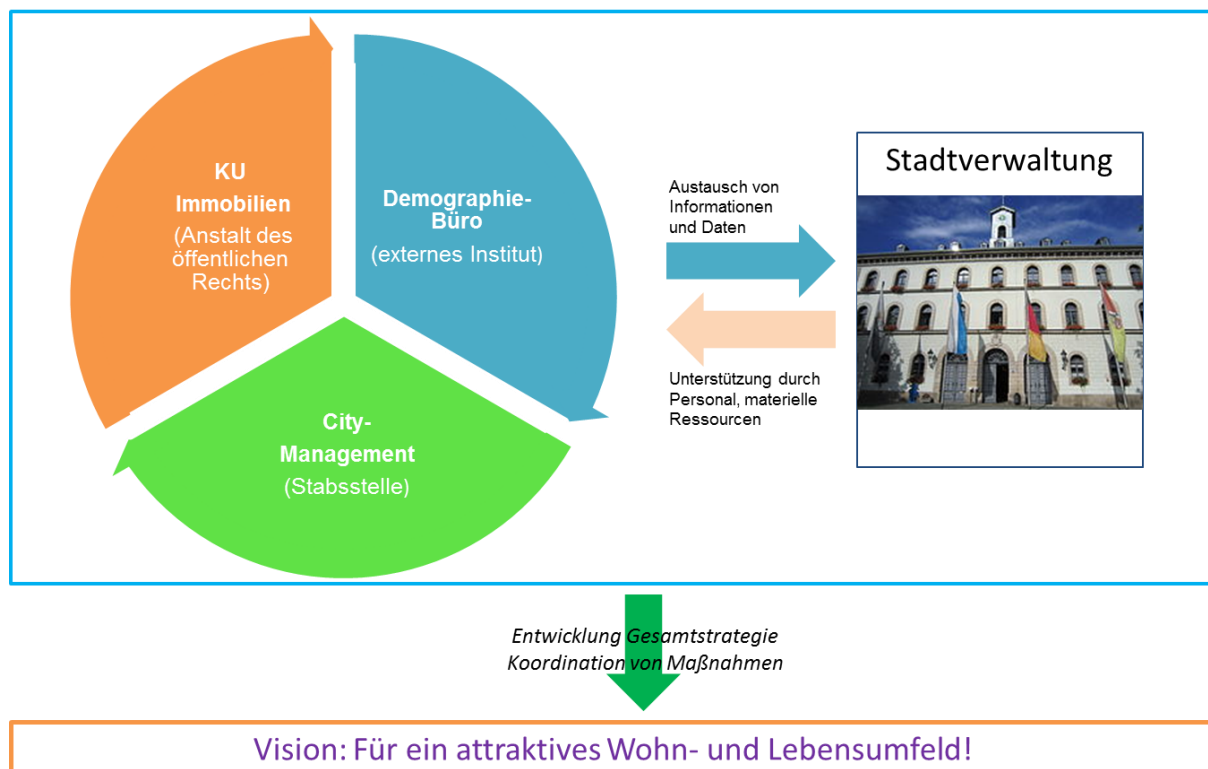 KU
Immobilien
(Anstalt des
öffentlichen
Rechts)
Demographie-
Büro
(externes Institut)
City-
Management
(Stabsstelle)
Austausch von
Informationen
und Daten
Unterstützung durch
Personal, materielle
Ressourcen
Stadtverwaltung
Entwicklung Gesamtstrategie
Koordination von Maßnahmen
Vision: Für ein attraktives Wohn- und Lebensumfeld!